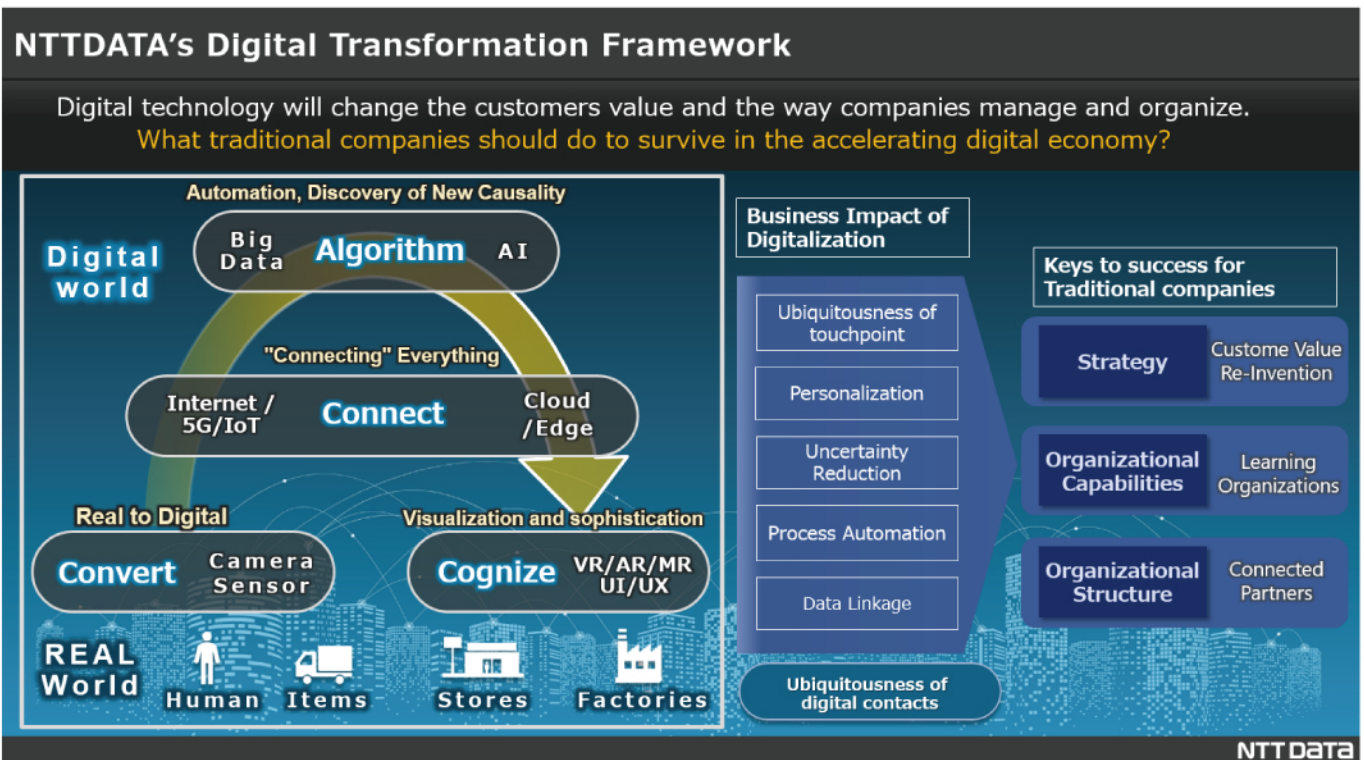 NTTDATA's Digital Transformation Framework
Digital technology will change the customers value and the way companies manage and organize.
What traditional companies should do to survive in the accelerating digital economy?
Automation, Discovery of New Causality
Digital
world
Big
Data
Algorithm
AI
"Connecting" Everything
Internet /
5G/IoT
Connect
Cloud
/Edge
Real to Digital
Convert
Camera
Sensor
Visualization and sophistication
Cognize
VR/AR/MR
UI/UX
REAL
World
Human
Items
Stores
Factories
Business Impact of
Digitalization
Ubiquitousness of
touchpoint
Personalization
Uncertainty
Reduction
Process Automation
Data Linkage
Ubiquitousness of
digital contacts
Keys to success for
Traditional companies
Strategy
Custome Value
Re-Invention
Organizational
Capabilities
Learning
Organizations
Organizational
Structure
Connected
Partners
NTT DATA